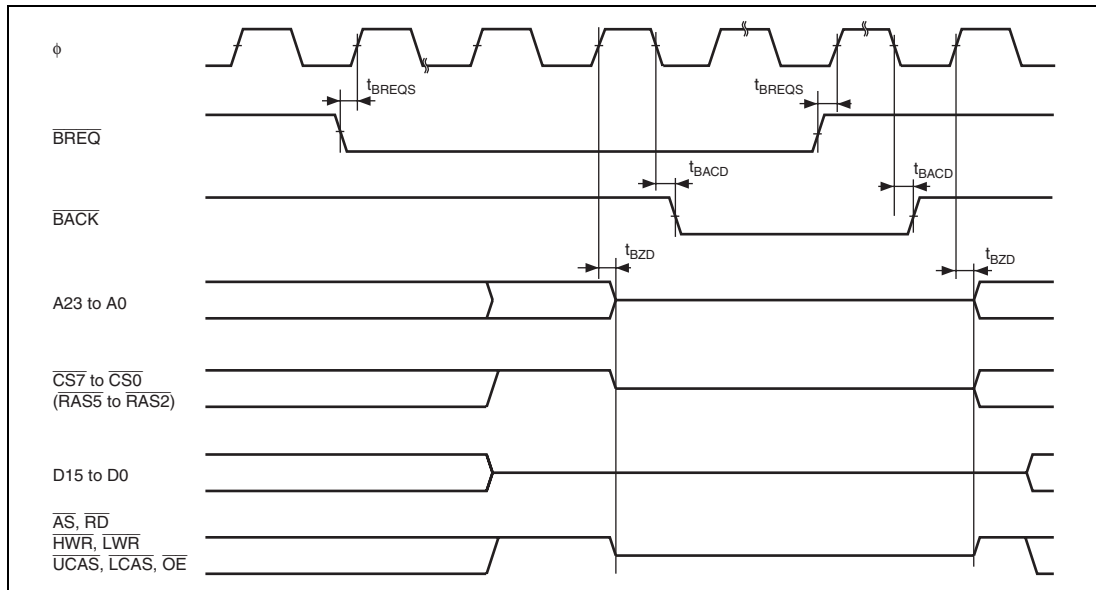 φ
tBREQS
tBREQS
BREQ
tBACD
tBACD
BACK
tBZD
tBZD
A23 to A0
CS7 to CS0
(RAS5 to RAS2)
D15 to D0
AS, RD
HWR, LWR
UCAS, LCAS, OE